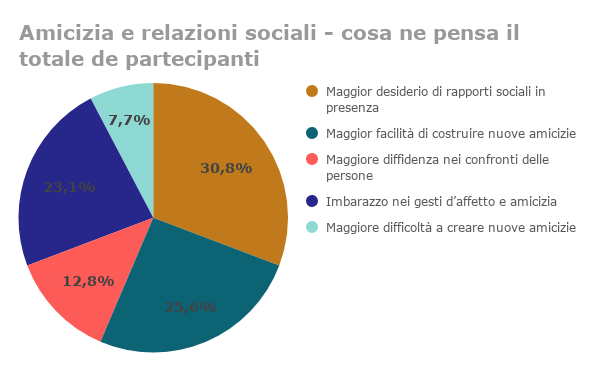 Amicizia e relazioni sociali - cosa ne pensa il
totale de partecipanti
Maggior desiderio di rapporti sociali in
presenza
Maggior facilità di costruire nuove amicizie
Maggiore diffidenza nei confronti delle
persone
Imbarazzo nei gesti d’affetto e amicizia
Maggiore difficoltà a creare nuove amicizie
7,7%
30,8%
23,1%
12,8%
25,6%